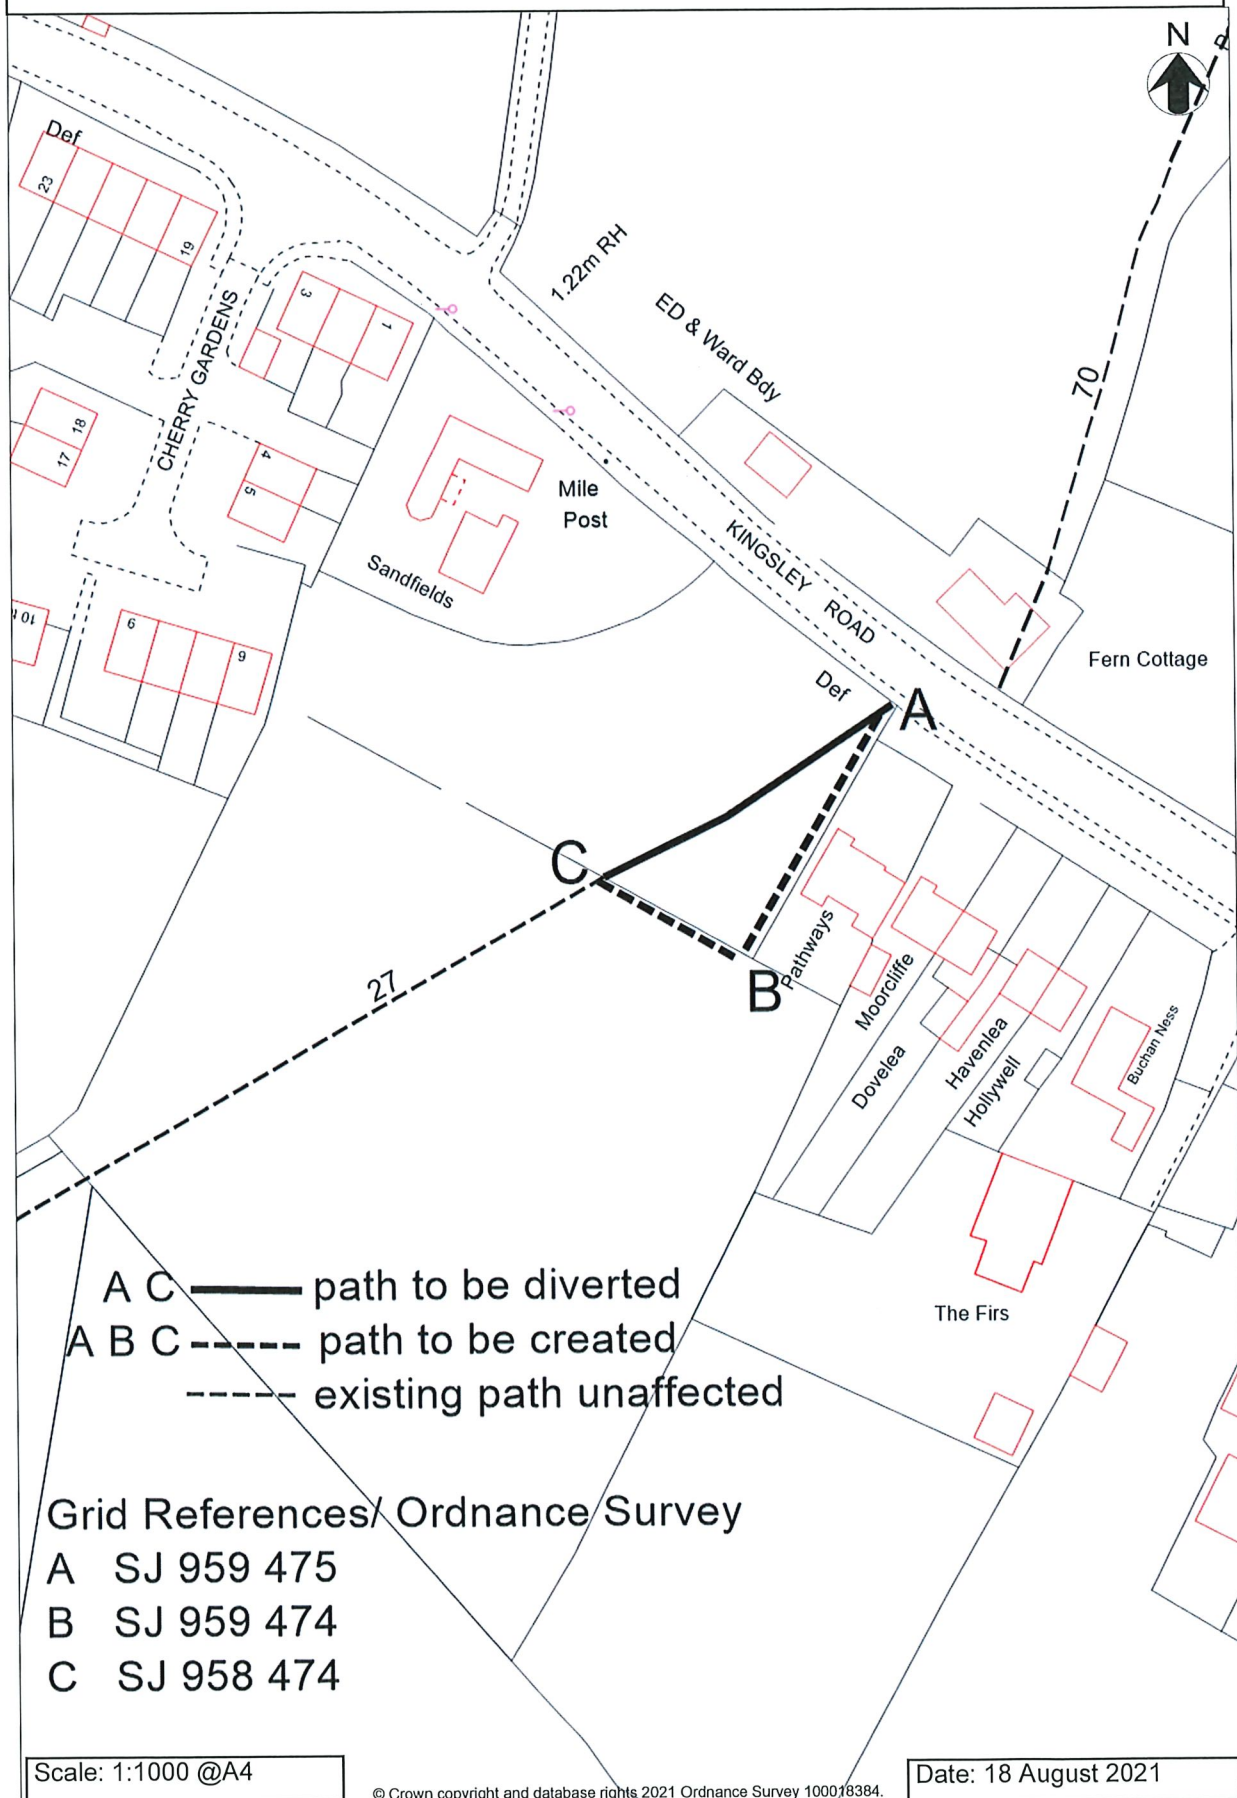 N
Def
23
19
1.22m RH
ED & Ward Bdy
3
1
CHERRY GARDENS
70
18
17
4
5
Mile
Post
Sandfields
KINGSLEY ROAD
Fern Cottage
9
6
Def
A
C
B
27
Pathways
Moorcliffe
Dovelea
Havenlea
Hollywell
Buchan Ness
The Firs
A C path to be diverted
A B C path to be created
existing path unaffected
Grid References/ Ordnance Survey
A SJ 959 475
B SJ 959 474
C SJ 958 474
Scale: 1:1000 @A4
© Crown copyright and database rights 2021 Ordnance Survey 100018384.
Date: 18 August 2021